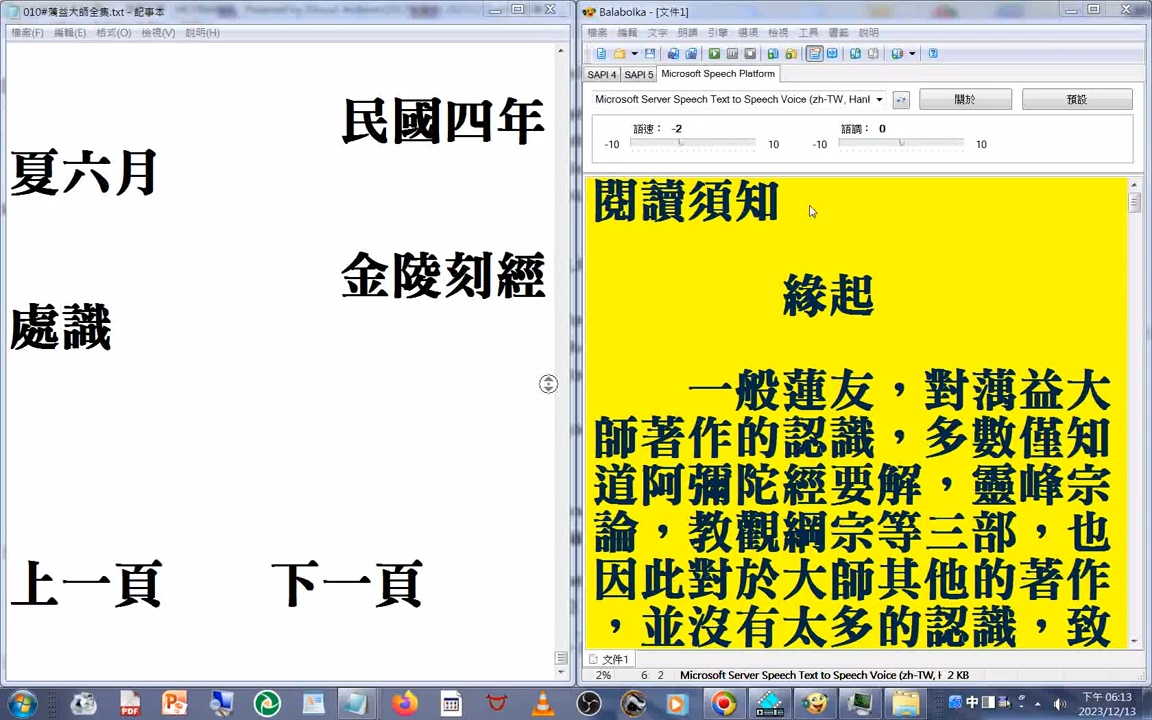 010#蕅益大師全集.txt - 記事本
檔案(F) 編輯(E) 格式(O) 檢視(V) 說明(H)
民國四年
夏六月
金陵刻經
處識
上一頁 下一頁
Balabolka - [文件1]
檔案 編輯 文字 朗讀 引擎 選項 檢視 工具 書籤 說明
SAPI 4 SAPI 5 Microsoft Speech Platform
Microsoft Server Speech Text to Speech Voice (zh-TW, Hanl
關於
預設
語速: -2 語調: 0
-10 10 -10 10
閱讀須知
緣起
一般蓮友，對蕅益大
師著作的認識，多數僅知
道阿彌陀經要解，靈峰宗
論，教觀綱宗等三部，也
因此對於大師其他的著作
，並沒有太多的認識，致
文件1
2% 6: 2 Microsoft Server Speech Text to Speech Voice (zh-TW, H 2 KB
中
下午 06:13
2023/12/13